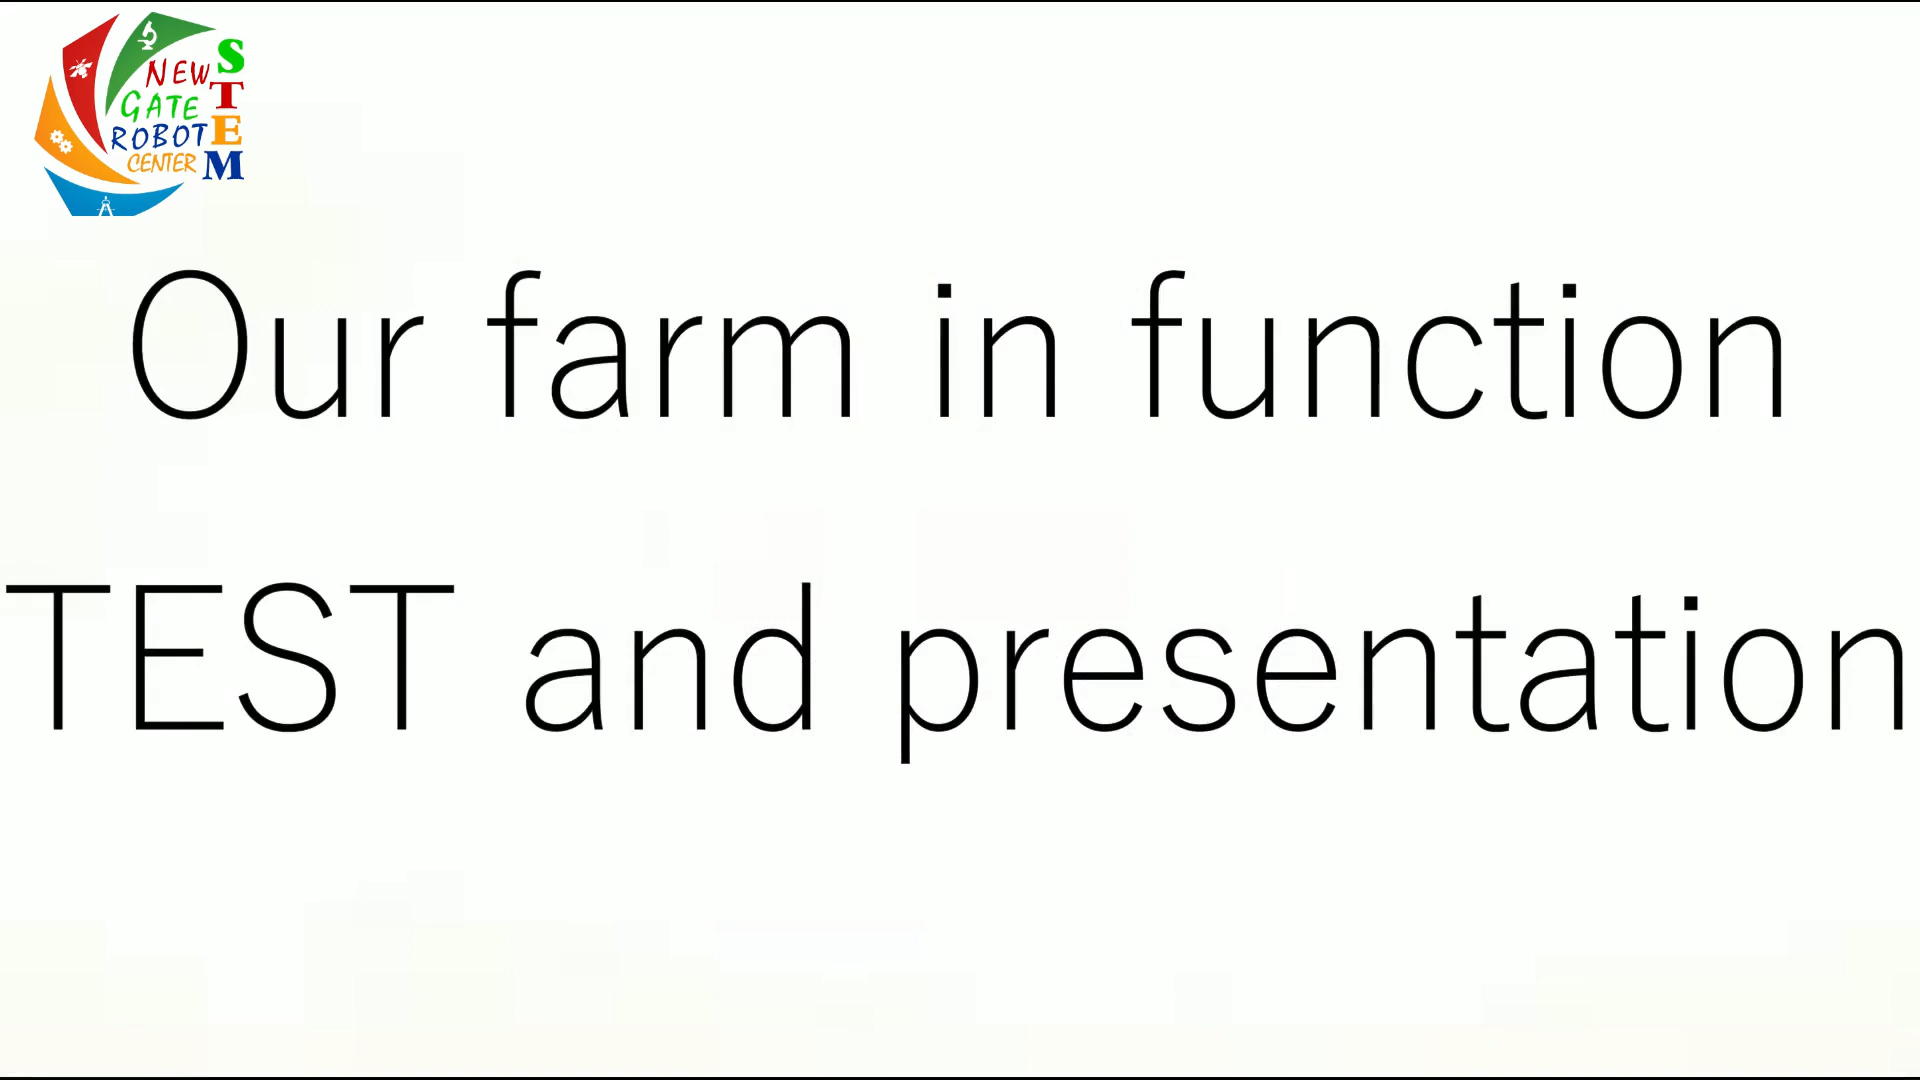 NEW
GATE
ROBOT
CENTER
STEM
Our farm in function
TEST and presentation